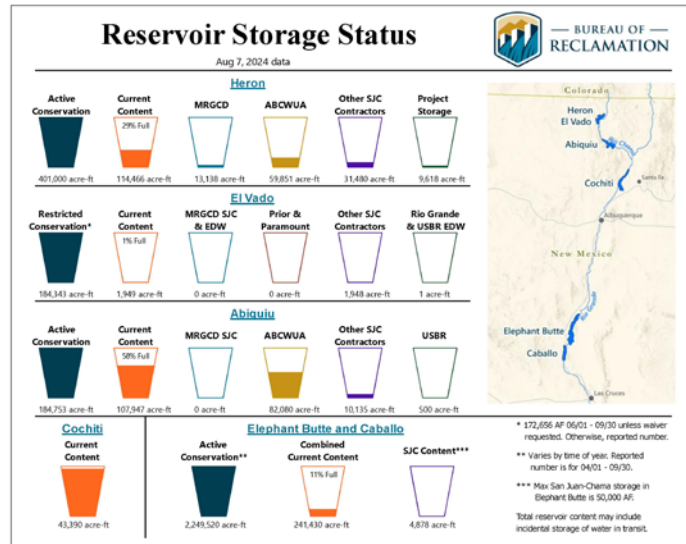 Reservoir Storage Status
Aug 7, 2024 data
BUREAU OF
RECLAMATION
Heron
Active
Conservation
Current
Content
MRGCD
ABCWUA
Other SJC
Contractors
Project
Storage
29% Full
401,000 acre-ft
114,466 acre-ft
13,138 acre-ft
59,851 acre-ft
31,480 acre-ft
9,618 acre-ft
El Vado
Restricted
Conservation*
Current
Content
MRGCD SJC
& EDW
Prior &
Paramount
Other SJC
Contractors
Rio Grande
& USBR EDW
1% Full
184,343 acre-ft
1,949 acre-ft
0 acre-ft
0 acre-ft
1,948 acre-ft
1 acre-ft
Abiquiu
Active
Conservation
Current
Content
MRGCD SJC
ABCWUA
Other SJC
Contractors
USBR
58% Full
184,753 acre-ft
107,947 acre-ft
0 acre-ft
82,080 acre-ft
10,135 acre-ft
500 acre-ft
Cochiti
Current
Content
43,390 acre-ft
Elephant Butte and Caballo
Active
Conservation**
Combined
Current Content
SJC Content***
11% Full
2,249,520 acre-ft
241,430 acre-ft
4,878 acre-ft
Colorado
Heron
El Vado
Abiquiu
Rio Chama
Cochiti
Santa Fe
Albuquerque
New Mexico
Rio Grande
Elephant Butte
Caballo
Las Cruces
* 172,656 AF 06/01 - 09/30 unless waiver
requested. Otherwise, reported number.
** Varies by time of year. Reported
number is for 04/01 - 09/30.
*** Max San Juan-Chama storage in
Elephant Butte is 50,000 AF.
Total reservoir content may include
incidental storage of water in transit.